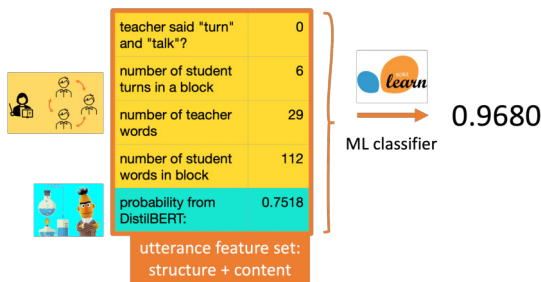 teacher said "turn"
and "talk"?
0
number of student
turns in a block
6
number of teacher
words
29
number of student
words in block
112
probability from
DistilBERT:
0.7518
utterance feature set:
structure + content
learn
ML classifier
0.9680